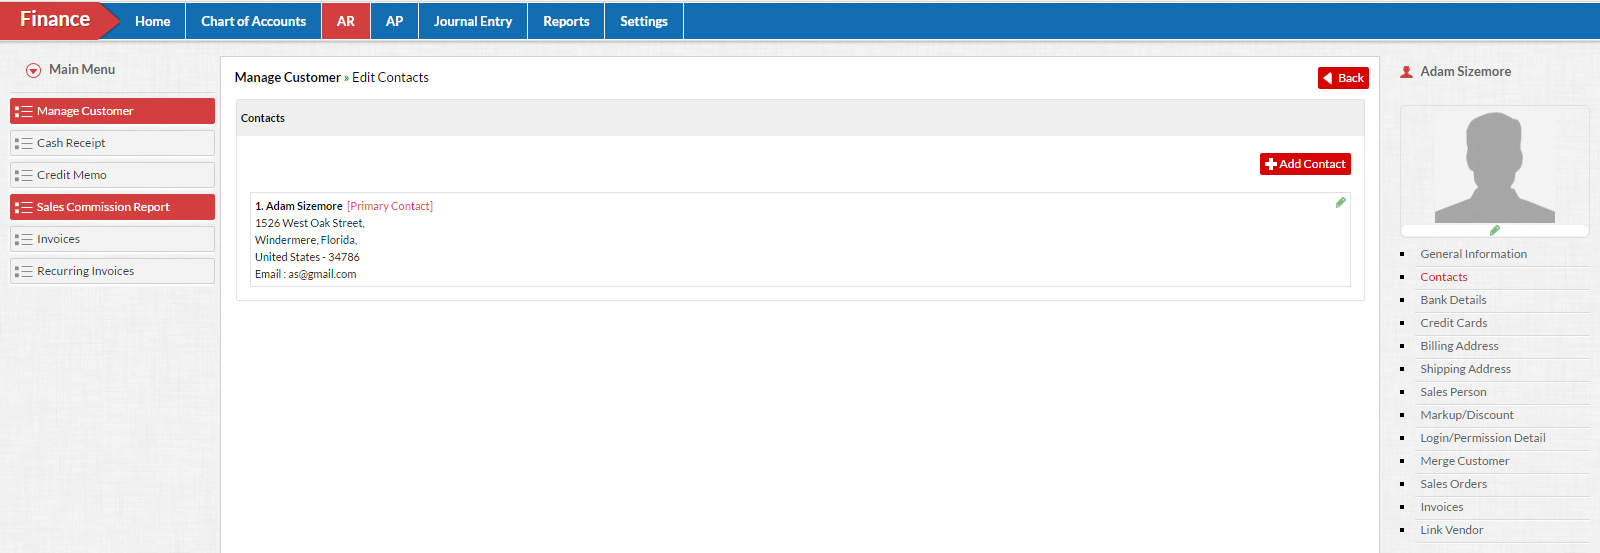 Finance
Home
Chart of Accounts
AR
AP
Journal Entry
Reports
Settings
Main Menu
Manage Customer
Cash Receipt
Credit Memo
Sales Commission Report
Invoices
Recurring Invoices
Manage Customer » Edit Contacts
Back
Contacts
Add Contact
1. Adam Sizemore [Primary Contact]
1526 West Oak Street,
Windermere, Florida,
United States - 34786
Email : as@gmail.com
Adam Sizemore
General Information
Contacts
Bank Details
Credit Cards
Billing Address
Shipping Address
Sales Person
Markup/Discount
Login/Permission Detail
Merge Customer
Sales Orders
Invoices
Link Vendor